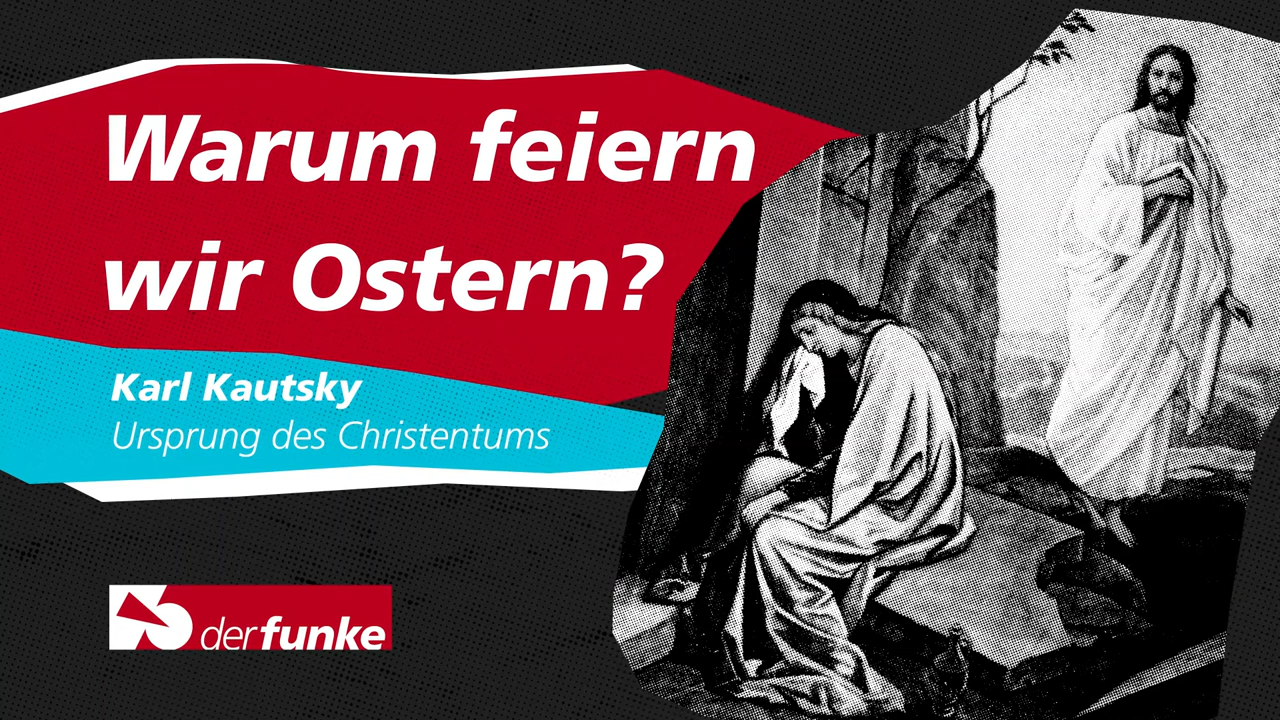 Warum feiern
wir Ostern?
Karl Kautsky
Ursprung des Christentums
derfunke